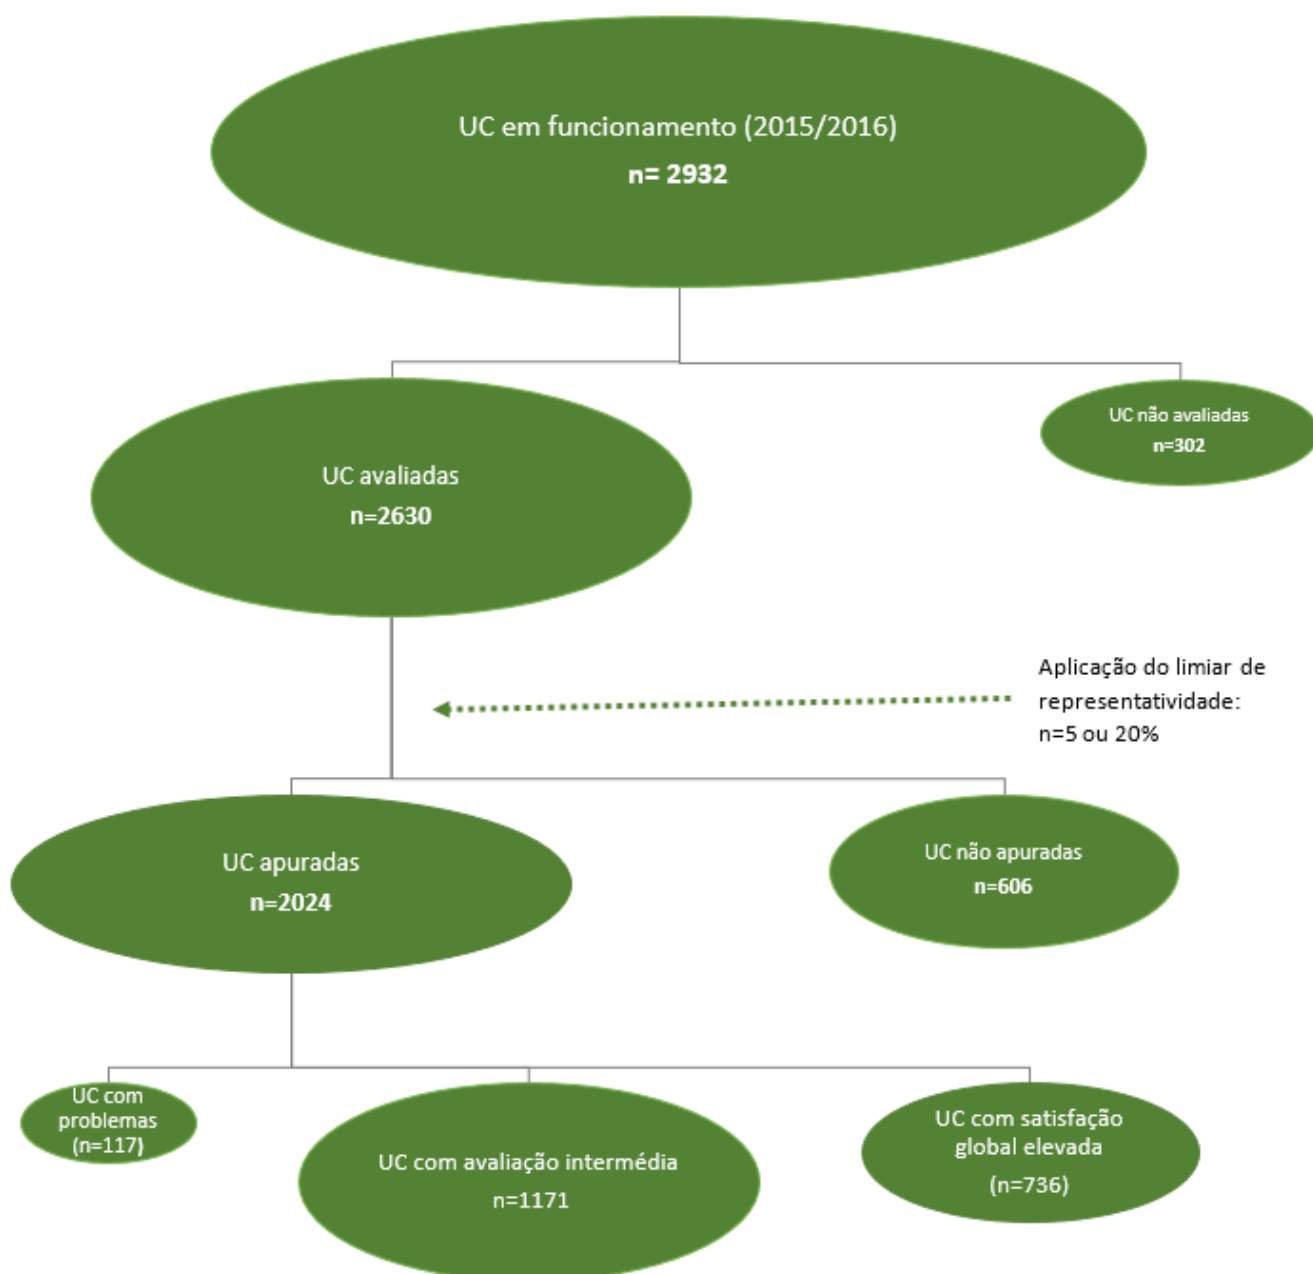 UC em funcionamento (2015/2016)
n= 2932
UC não avaliadas
n=302
UC avaliadas
n=2630
Aplicação do limiar de
representatividade:
n=5 ou 20%
UC apuradas
n=2024
UC não apuradas
n=606
UC com
problemas
(n=117)
UC com avaliação intermédia
n=1171
UC com satisfação
global elevada
(n=736)